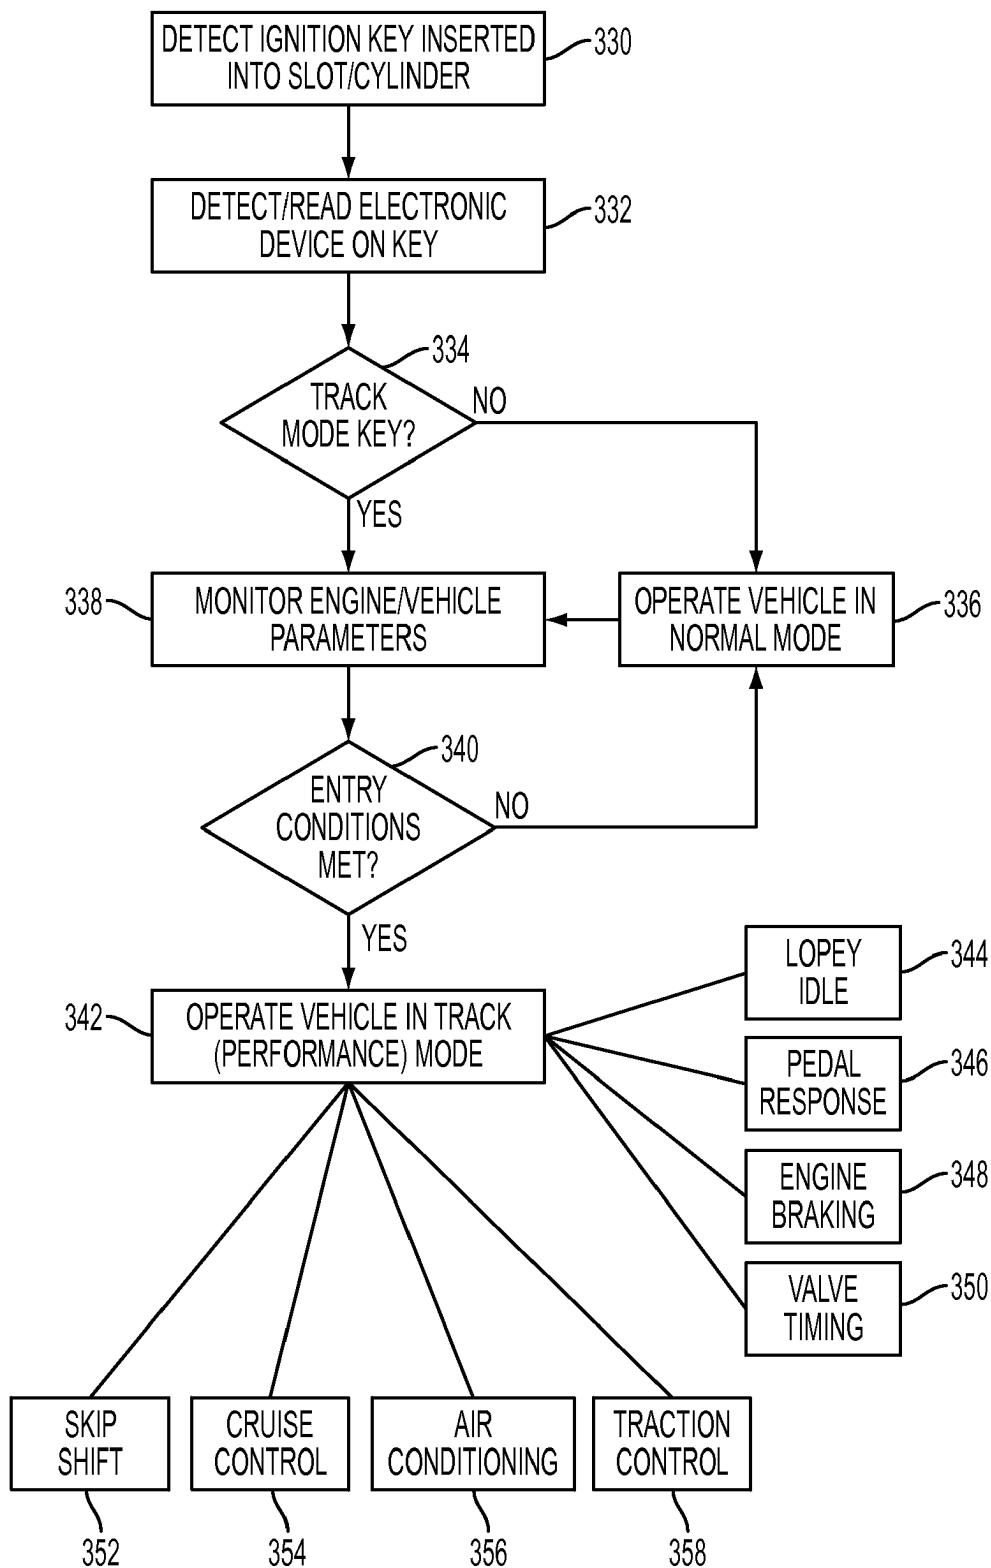 DETECT IGNITION KEY INSERTED
INTO SLOT/CYLINDER
330
DETECT/READ ELECTRONIC
DEVICE ON KEY
332
334
TRACK
MODE KEY?
NO
YES
338
MONITOR ENGINE/VEHICLE
PARAMETERS
OPERATE VEHICLE IN
NORMAL MODE
336
340
ENTRY
CONDITIONS
MET?
NO
YES
342
OPERATE VEHICLE IN TRACK
(PERFORMANCE) MODE
LOPEY
IDLE
344
PEDAL
RESPONSE
346
ENGINE
BRAKING
348
VALVE
TIMING
350
SKIP
SHIFT
352
CRUISE
CONTROL
354
AIR
CONDITIONING
356
TRACTION
CONTROL
358